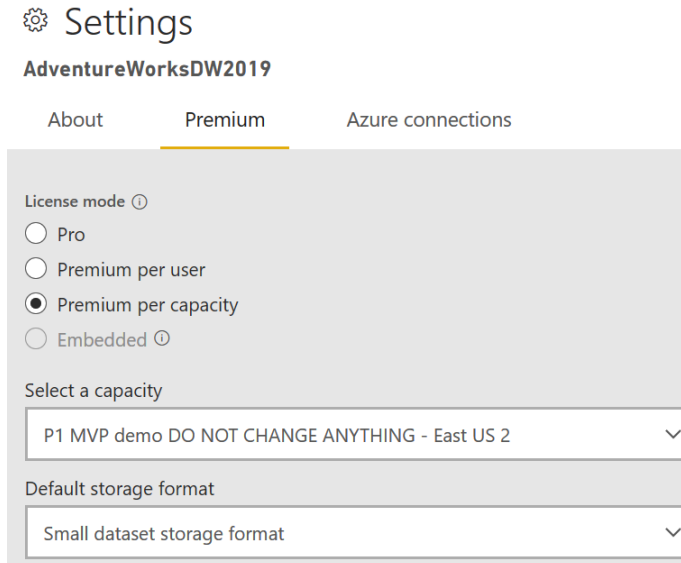 Settings
AdventureWorksDW2019
About Premium Azure connections
License mode
Pro
Premium per user
Premium per capacity
Embedded
Select a capacity
P1 MVP demo DO NOT CHANGE ANYTHING - East US 2
Default storage format
Small dataset storage format